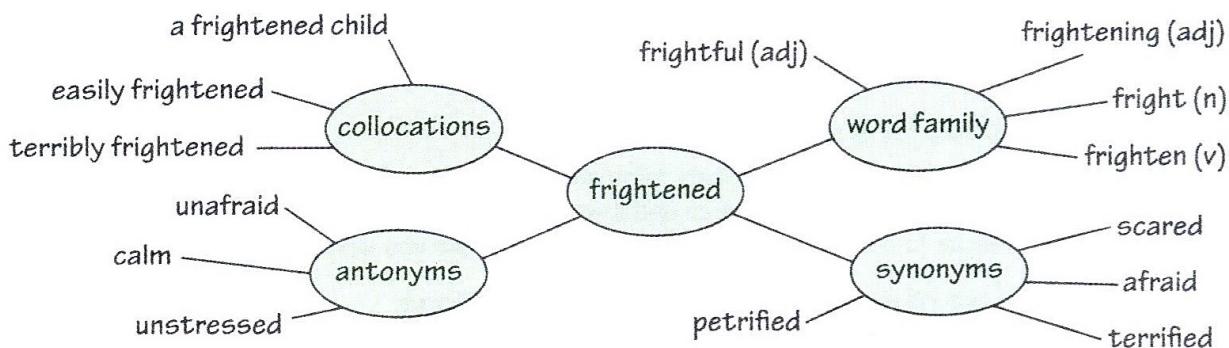 a frightened child
easily frightened
terribly frightened
collocations
frightful (adj)
frightening (adj)
fright (n)
frighten (v)
word family
frightened
unafraid
calm
unstressed
antonyms
synonyms
scared
afraid
terrified
petrified